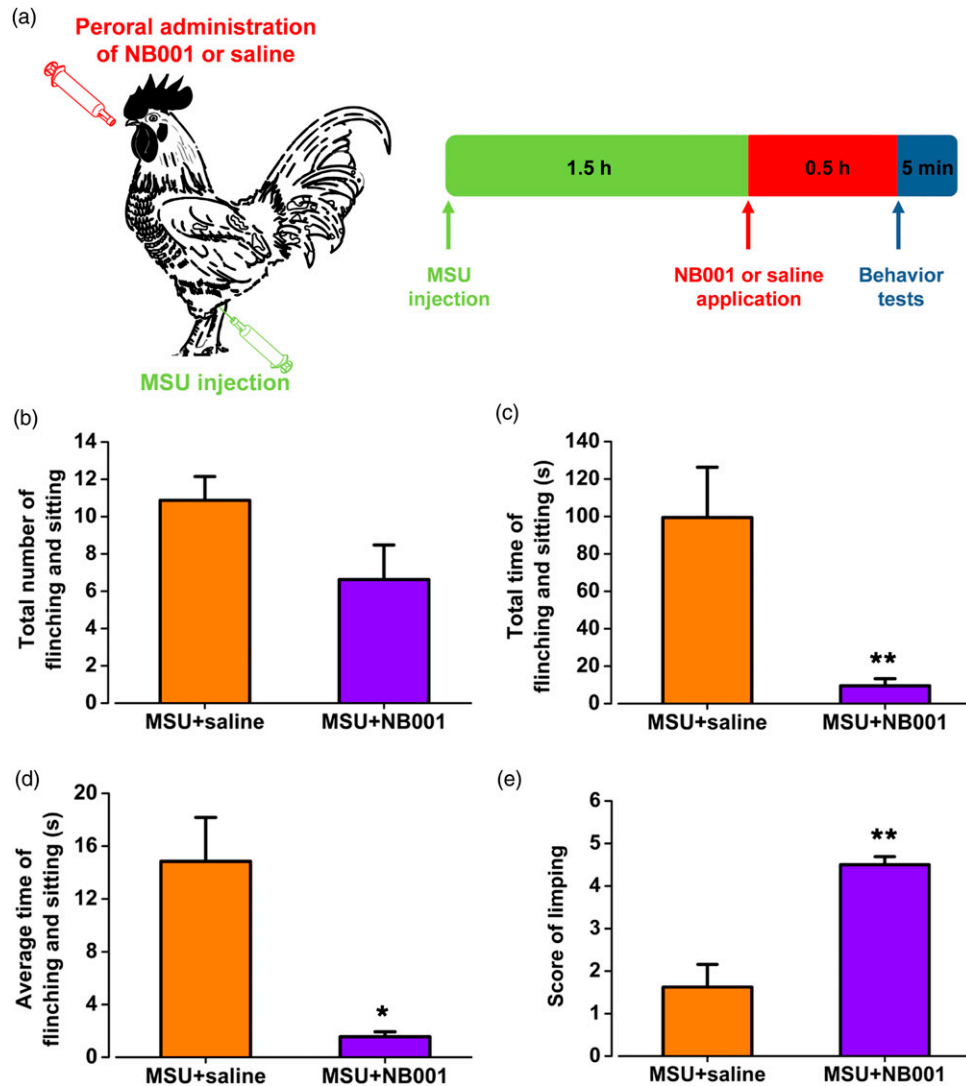 (a)
Peroral administration
of NB001 or saline
MSU injection
1.5 h
0.5 h
5 min
MSU
injection
NB001 or saline
application
Behavior
tests
(b)
Total number of
flinching and sitting
14
12
10
8
6
4
2
0
MSU+saline
MSU+NB001
(c)
Total time of
flinching and sitting (s)
140
120
100
80
60
40
20
0
**
MSU+saline
MSU+NB001
(d)
Average time of
flinching and sitting (s)
20
16
12
8
4
0
*
MSU+saline
MSU+NB001
(e)
Score of limping
6
5
4
3
2
1
0
**
MSU+saline
MSU+NB001